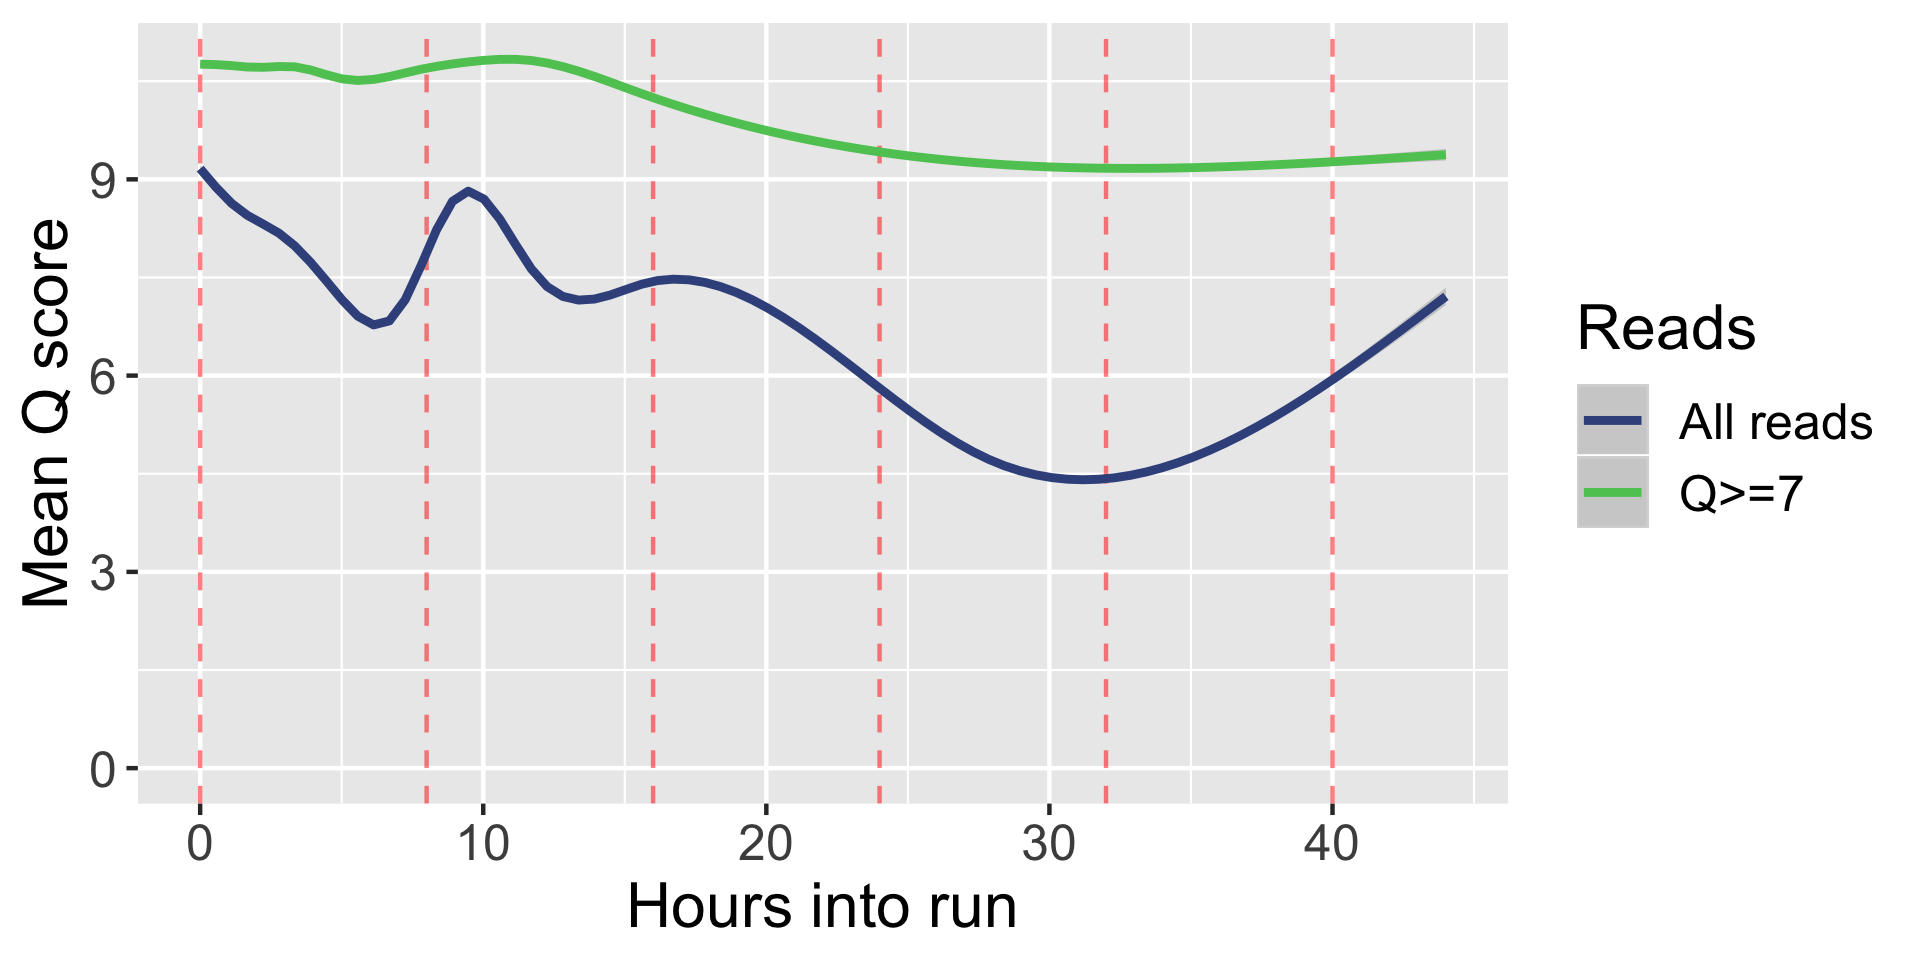 Mean Q score
9
6
3
0
0 10 20 30 40
Hours into run
Reads
All reads
Q>=7